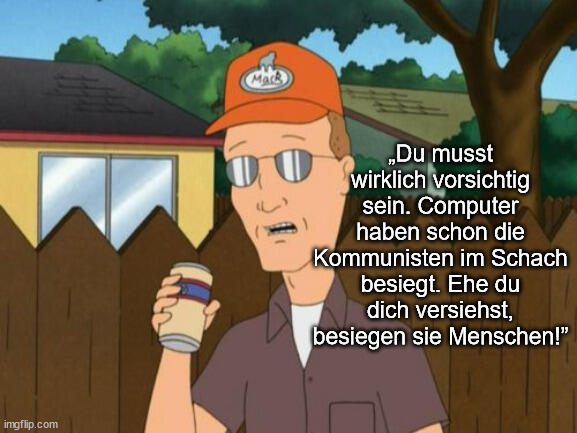 Mack
„Du musst
wirklich vorsichtig
sein. Computer
haben schon die
Kommunisten im Schach
besiegt. Ehe du
dich versiehst,
besiegen sie Menschen!”
imgflip.com